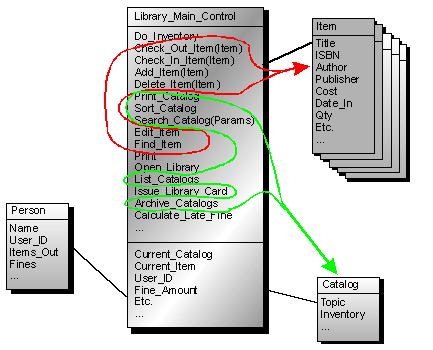 Library_Main_Control
Do_Inventory
Check_Out_Item(Item)
Check_In_Item(Item)
Add_Item(Item)
Delete_Item(Item)
Print_Catalog
Sort_Catalog
Search_Catalog(Params)
Edit_Item
Find_Item
Print
Open_Library
List_Catalogs
Issue_Library_Card
Archive_Catalogs
Calculate_Late_Fine
...
Current_Catalog
Current_Item
User_ID
Fine_Amount
Etc.
...
Item
Title
ISBN
Author
Publisher
Cost
Date_In
Qty
Etc.
...
Person
Name
User_ID
Items_Out
Fines
...
Catalog
Topic
Inventory
...